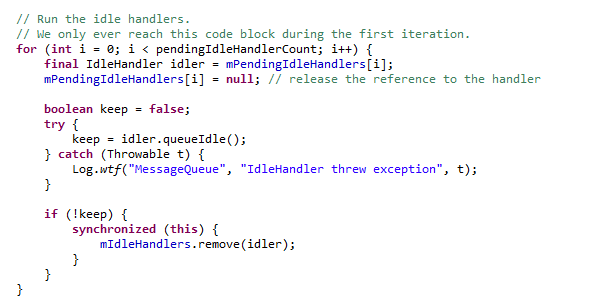 // Run the idle handlers.
// We only ever reach this code block during the first iteration.
for (int i = 0; i < pendingIdleHandlerCount; i++) {
    final IdleHandler idler = mPendingIdleHandlers[i];
    mPendingIdleHandlers[i] = null; // release the reference to the handler

    boolean keep = false;
    try {
        keep = idler.queueIdle();
    } catch (Throwable t) {
        Log.wtf("MessageQueue", "IdleHandler threw exception", t);
    }

    if (!keep) {
        synchronized (this) {
            mIdleHandlers.remove(idler);
        }
    }
}